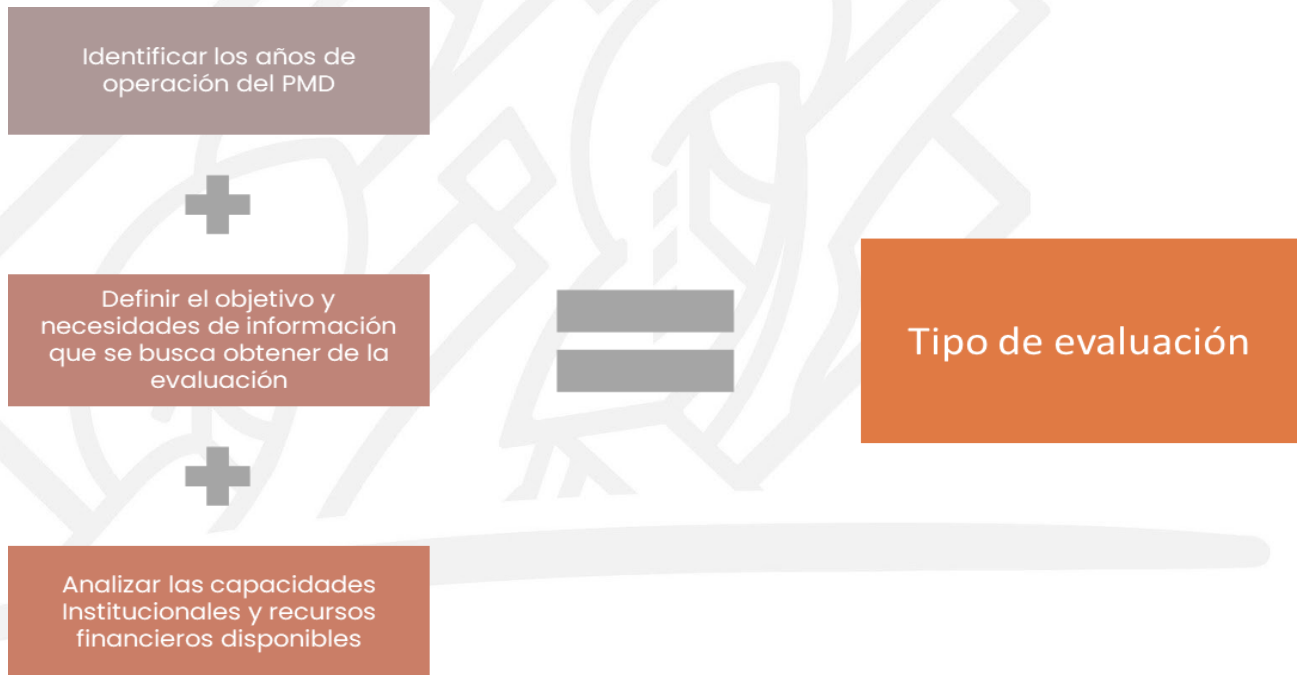 Identificar los años de
operación del PMD
Definir el objetivo y
necesidades de información
que se busca obtener de la
evaluación
Analizar las capacidades
Institucionales y recursos
financieros disponibles
Tipo de evaluación